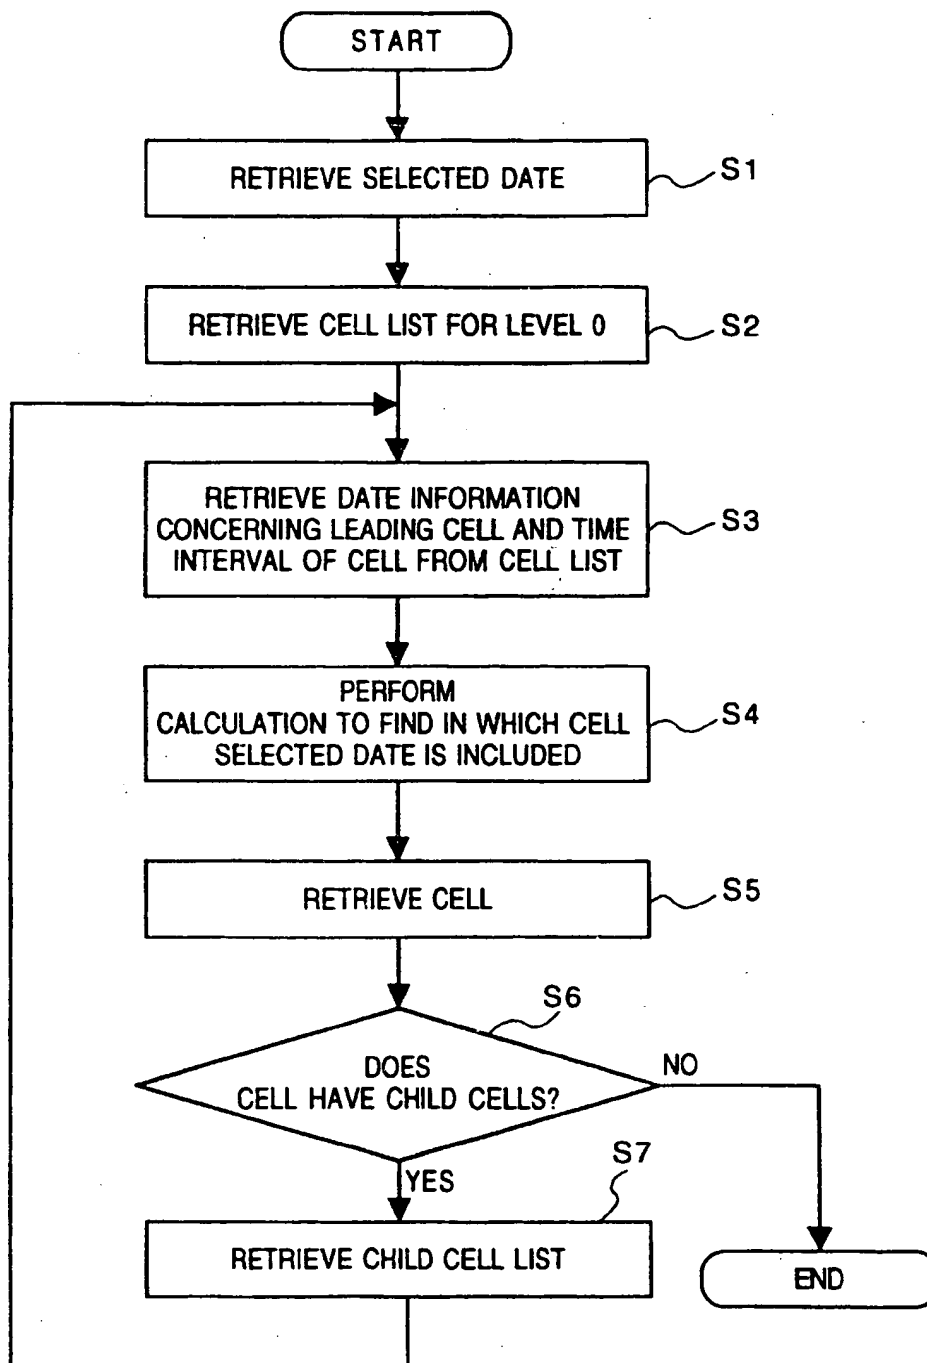 START
RETRIEVE SELECTED DATE
S1
RETRIEVE CELL LIST FOR LEVEL 0
S2
RETRIEVE DATE INFORMATION
CONCERNING LEADING CELL AND TIME
INTERVAL OF CELL FROM CELL LIST
S3
PERFORM
CALCULATION TO FIND IN WHICH CELL
SELECTED DATE IS INCLUDED
S4
RETRIEVE CELL
S5
S6
DOES
CELL HAVE CHILD CELLS?
NO
YES
S7
RETRIEVE CHILD CELL LIST
END